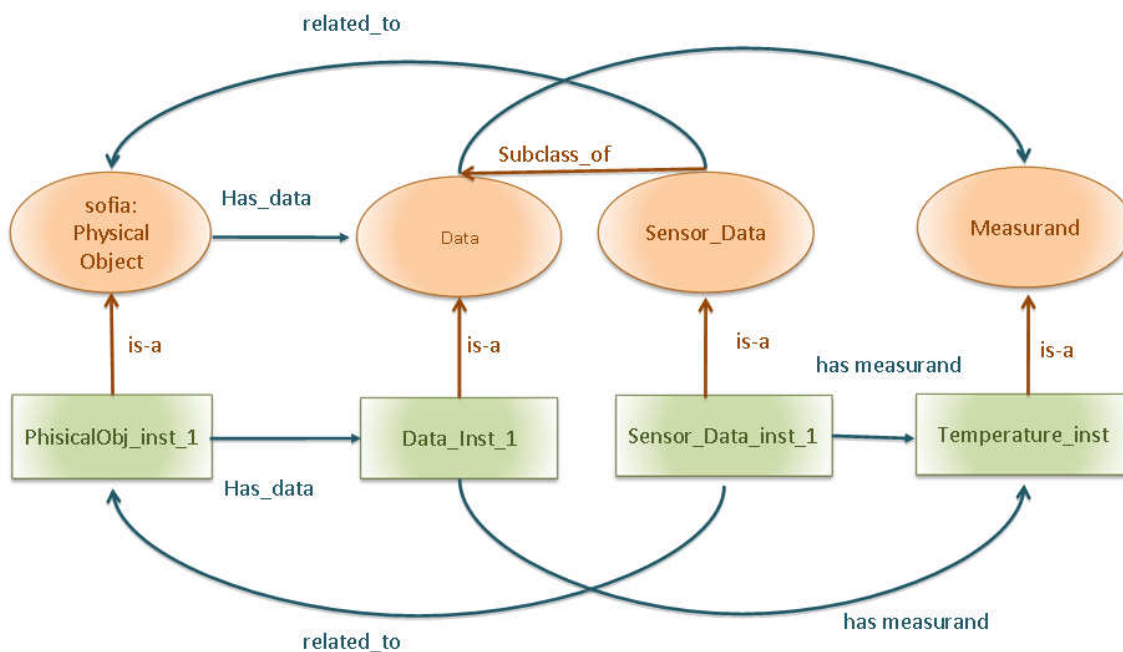 related_to
Subclass_of
sofia:
Physical
Object
Has_data
Data
Sensor_Data
Measurand
is-a
is-a
is-a
is-a
has measurand
PhisicalObj_inst_1
Data_Inst_1
Sensor_Data_inst_1
Temperature_inst
Has_data
related_to
has measurand